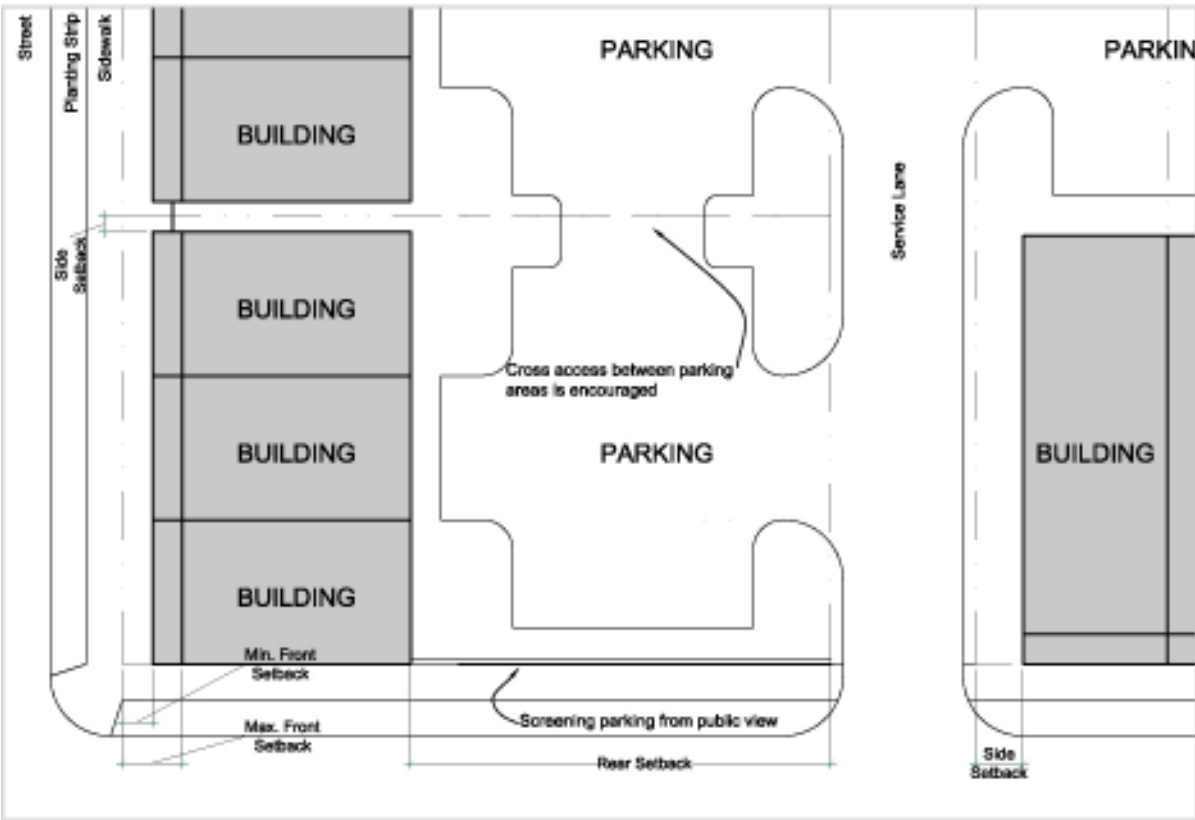 Street
Planting Strip
Sidewalk
PARKING
PARKIN
BUILDING
Service Lane
Side
Setback
BUILDING
Cross access between parking
areas is encouraged
BUILDING
PARKING
BUILDING
BUILDING
Min. Front
Setback
Screening parking from public view
Max. Front
Setback
Rear Setback
Side
Setback